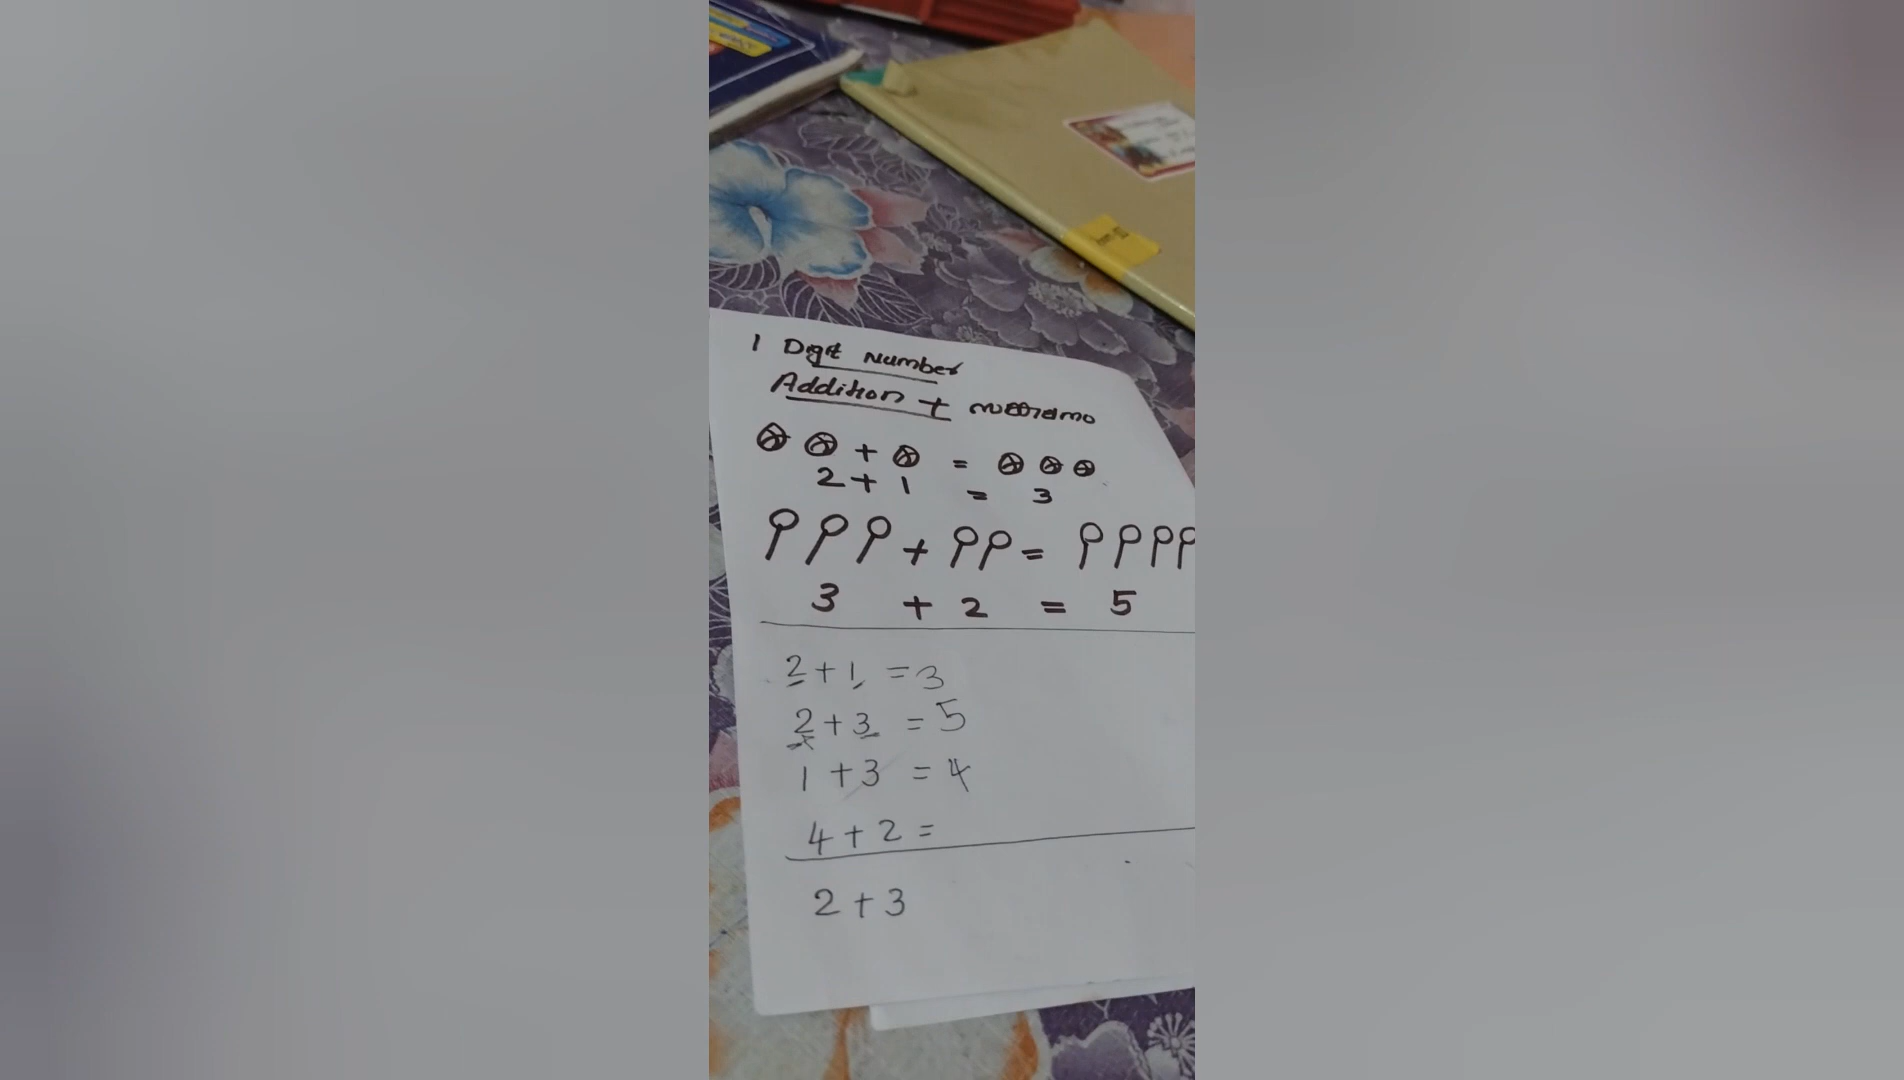 1 Digit Number
Addition +
+ =
2 + 1 = 3
+ =
3 + 2 = 5
2 + 1 = 3
2 + 3 = 5
1 + 3 = 4
4 + 2 =
2 + 3